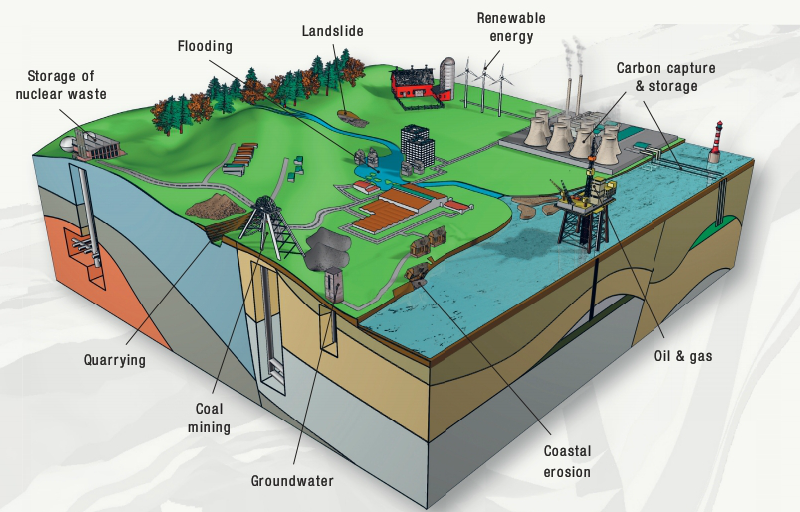 Renewable
energy
Landslide
Flooding
Carbon capture
& storage
Storage of
nuclear waste
Quarrying
Oil & gas
Coal
mining
Coastal
erosion
Groundwater